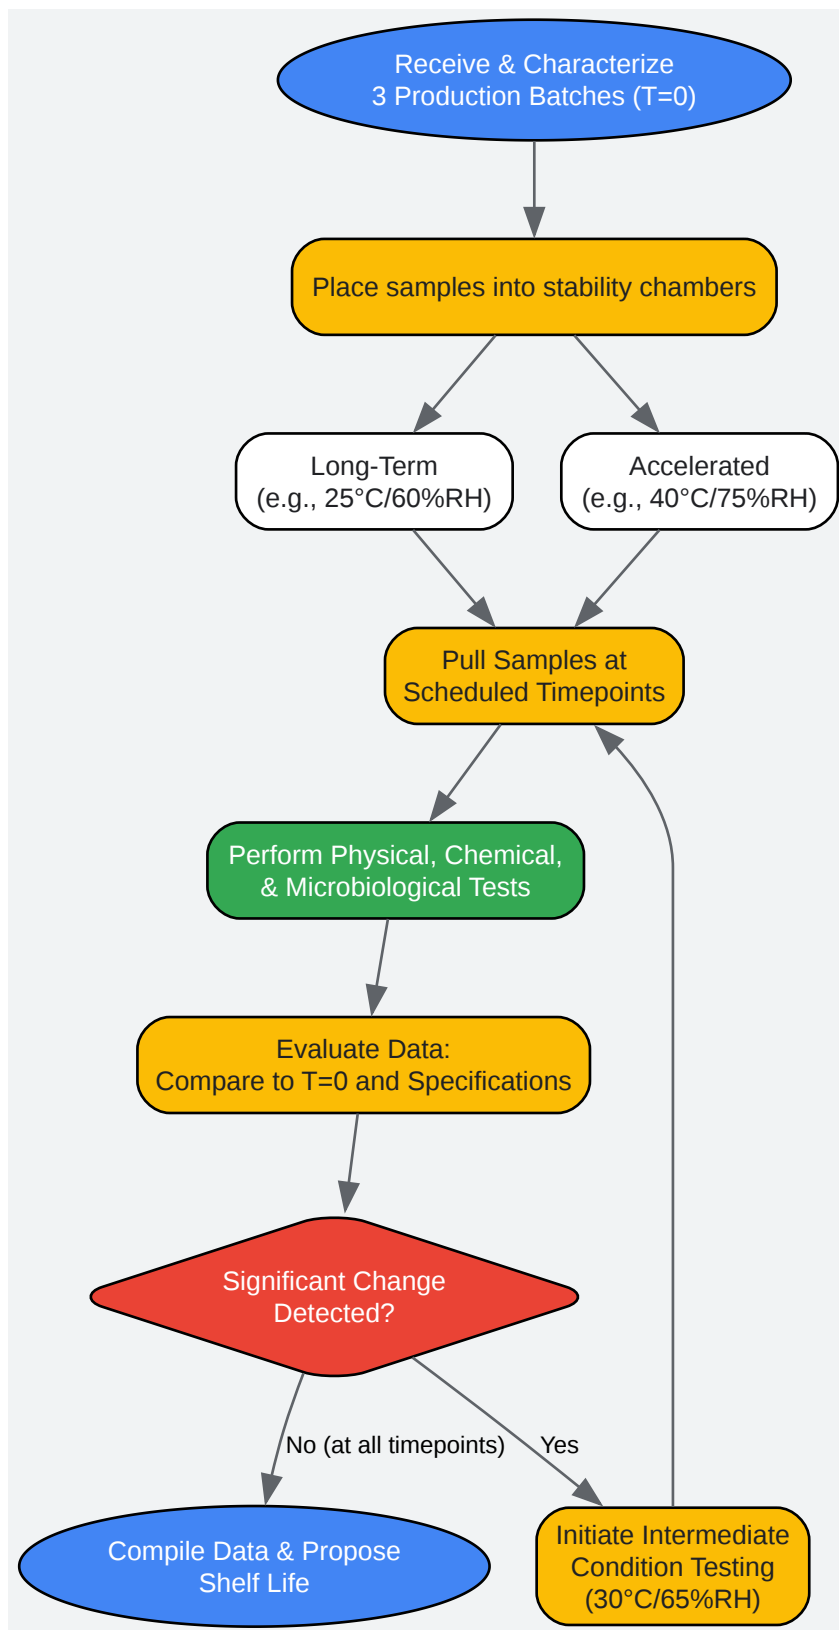 Receive & Characterize
3 Production Batches (T=0)
Place samples into stability chambers
Long-Term
(e.g., 25°C/60%RH)
Accelerated
(e.g., 40°C/75%RH)
Pull Samples at
Scheduled Timepoints
Perform Physical, Chemical,
& Microbiological Tests
Evaluate Data:
Compare to T=0 and Specifications
Significant Change
Detected?
No (at all timepoints)
Yes
Compile Data & Propose
Shelf Life
Initiate Intermediate
Condition Testing
(30°C/65%RH)